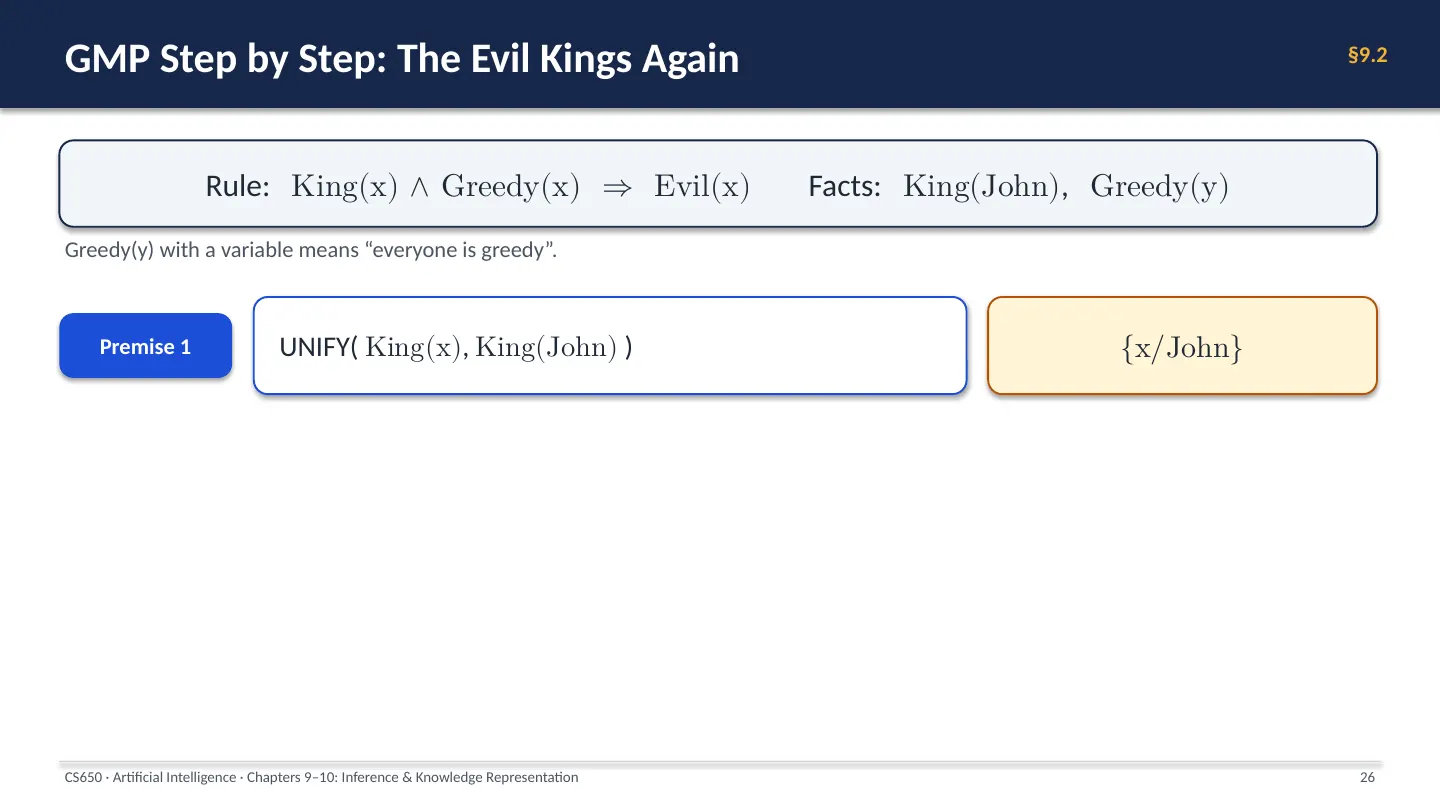 GMP Step by Step: The Evil Kings Again
§9.2
Rule: King(x) ∧ Greedy(x) ⇒ Evil(x) Facts: King(John), Greedy(y)
Greedy(y) with a variable means “everyone is greedy”.
Premise 1
UNIFY( King(x), King(John) )
{x/John}
CS650 · Artificial Intelligence · Chapters 9–10: Inference & Knowledge Representation
26